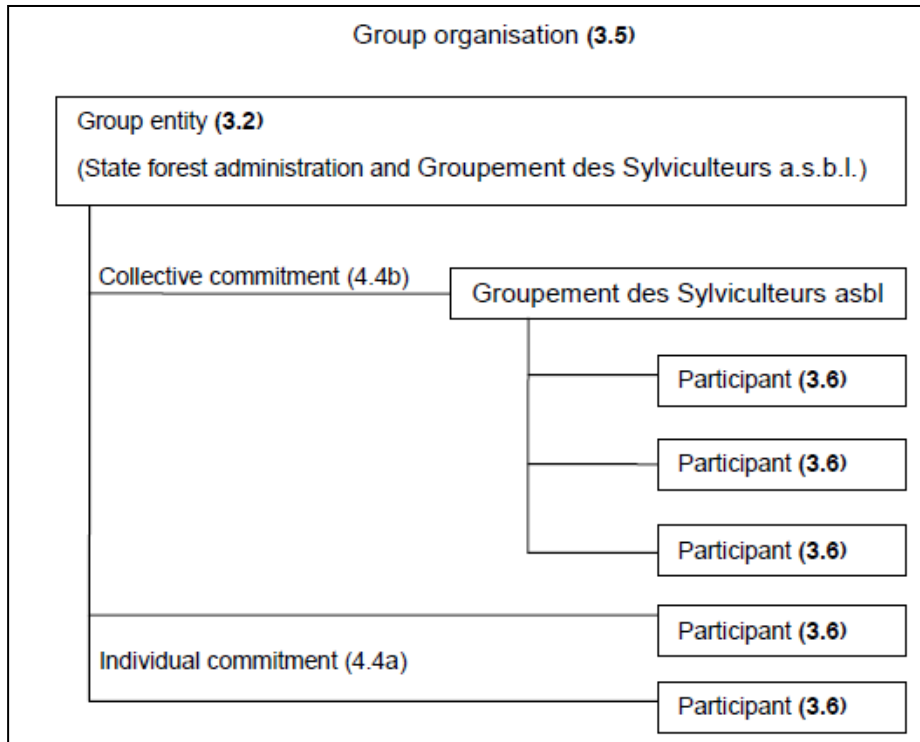 Group organisation (3.5)
Group entity (3.2)
(State forest administration and Groupement des Sylviculteurs a.s.b.l.)
Collective commitment (4.4b)
Groupement des Sylviculteurs asbl
Participant (3.6)
Participant (3.6)
Participant (3.6)
Participant (3.6)
Individual commitment (4.4a)
Participant (3.6)